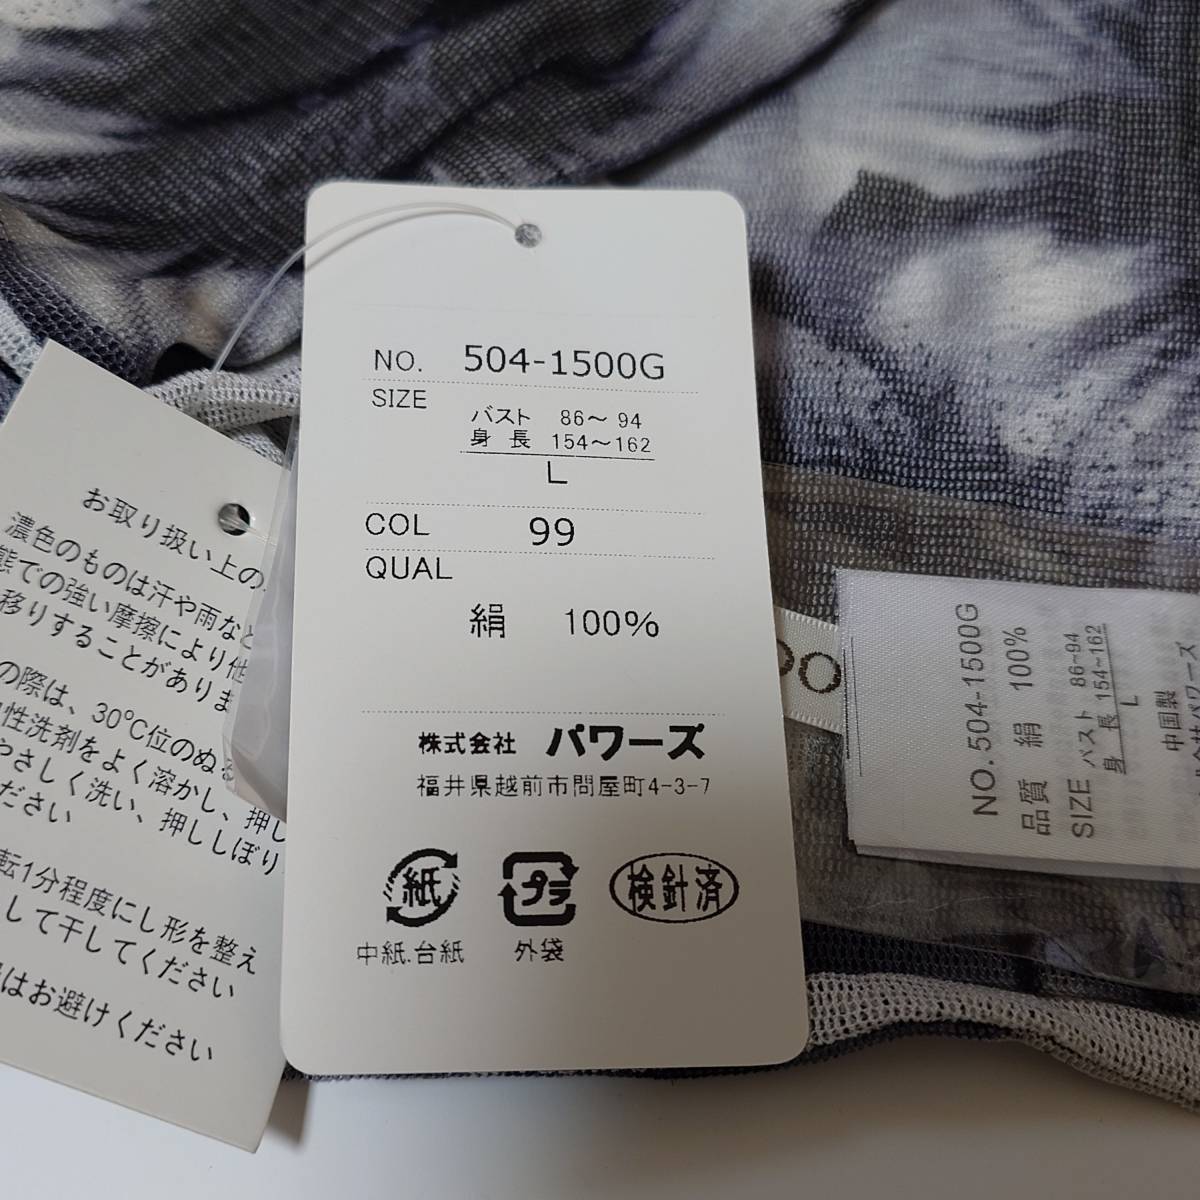 NO. 504-1500G
SIZE
バスト 86～94
身長 154～162
L
COL 99
QUAL
絹 100%
株式会社 パワーズ
福井県越前市問屋町4-3-7
紙
プラ
検針済
中紙.台紙
外袋
お取り扱い上の
濃色のものは汗や雨など
態での強い摩擦により他
移りすることがありま
の際は、30℃位のぬる
性洗剤をよく溶かし、押し
やさしく洗い、押ししぼり
ださい
転1分程度にし形を整え
して干してください
はお避けください
NO.504-1500G
品質 絹 100%
SIZE バスト 86~94
身長 154~162
L
中国製
パワーズ